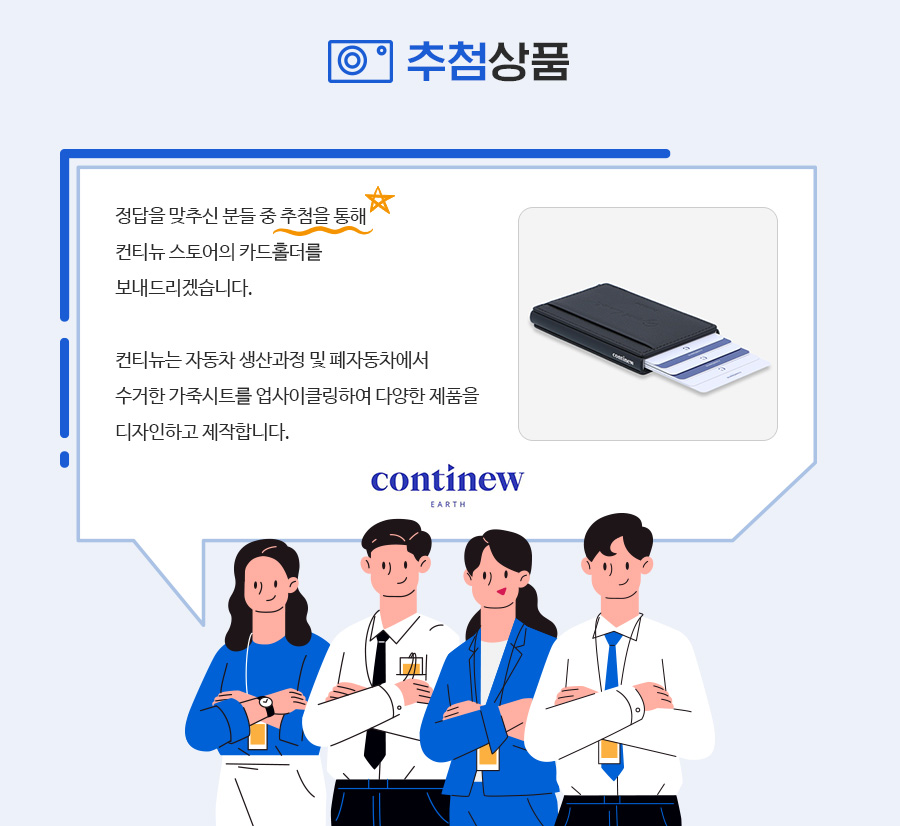 추첨상품
정답을 맞추신 분들 중 추첨을 통해
컨티뉴 스토어의 카드홀더를
보내드리겠습니다.
컨티뉴는 자동차 생산과정 및 폐자동차에서
수거한 가죽시트를 업사이클링하여 다양한 제품을
디자인하고 제작합니다.
continew
continew
EARTH